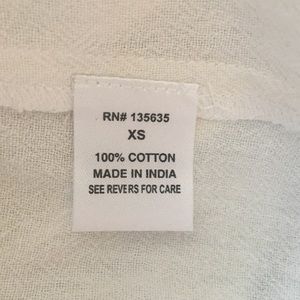 RN# 135635
XS
100% COTTON
MADE IN INDIA
SEE REVERS FOR CARE